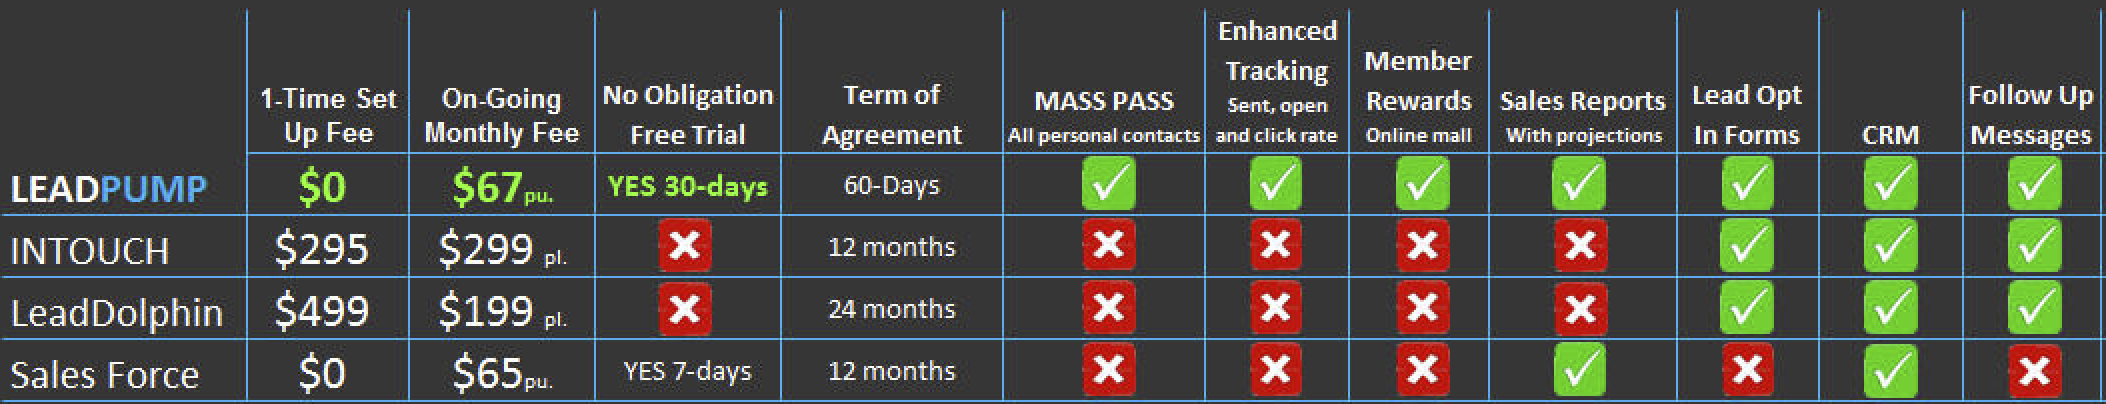 1-Time Set
Up Fee
On-Going
Monthly Fee
No Obligation
Free Trial
Term of
Agreement
MASS PASS
All personal contacts
Enhanced
Tracking
Sent, open
and click rate
Member
Rewards
Online mall
Sales Reports
With projections
Lead Opt
In Forms
CRM
Follow Up
Messages
LEADPUMP $0 $67pu. YES 30-days 60-Days
INTOUCH $295 $299 pl. 12 months
LeadDolphin $499 $199 pl. 24 months
Sales Force $0 $65pu. YES 7-days 12 months